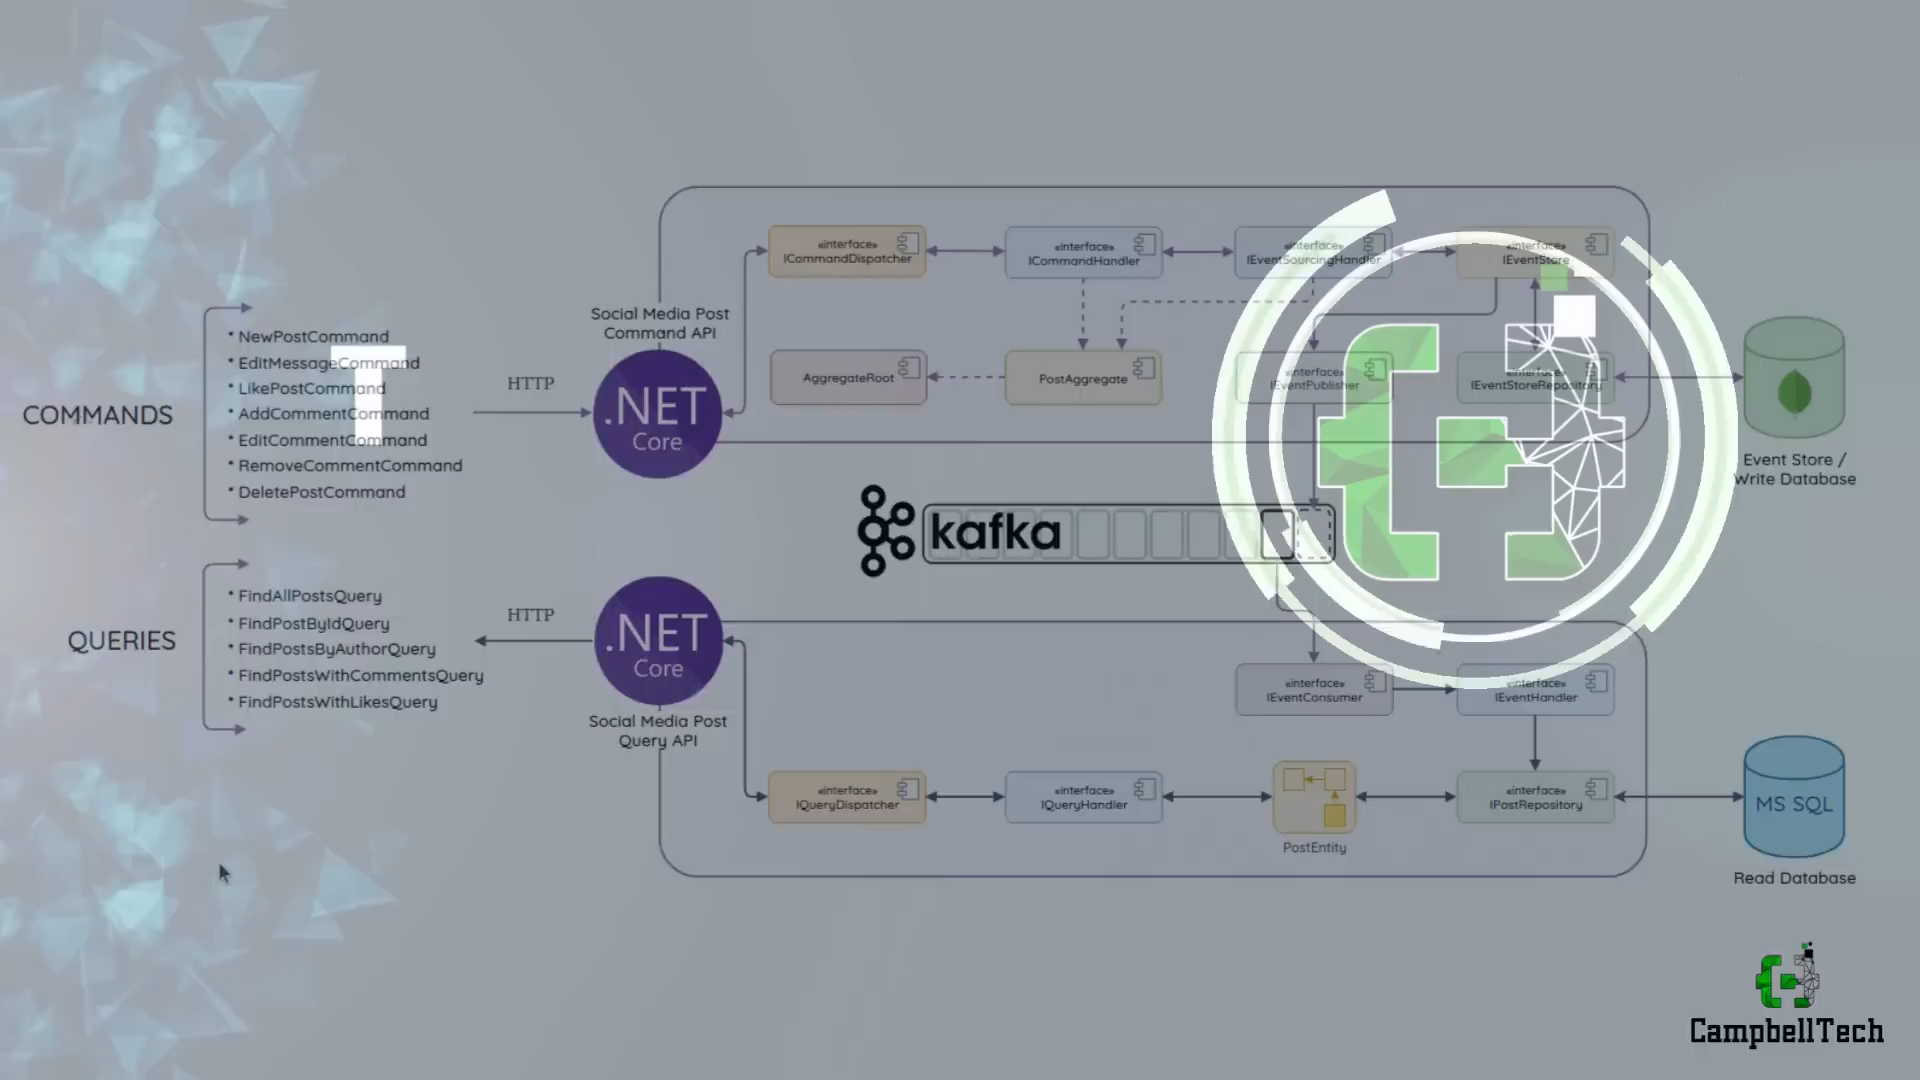 COMMANDS
* NewPostCommand
* EditMessageCommand
* LikePostCommand
* AddCommentCommand
* EditCommentCommand
* RemoveCommentCommand
* DeletePostCommand
T
HTTP
Social Media Post
Command API
.NET
Core
«interface»
ICommandDispatcher
«interface»
ICommandHandler
«interface»
IEventSourcingHandler
«interface»
IEventStore
AggregateRoot
PostAggregate
«interface»
IEventPublisher
«interface»
IEventStoreRepository
Event Store /
Write Database
kafka
QUERIES
* FindAllPostsQuery
* FindPostByIdQuery
* FindPostsByAuthorQuery
* FindPostsWithCommentsQuery
* FindPostsWithLikesQuery
HTTP
.NET
Core
Social Media Post
Query API
«interface»
IEventConsumer
«interface»
IEventHandler
«interface»
IQueryDispatcher
«interface»
IQueryHandler
PostEntity
«interface»
IPostRepository
MS SQL
Read Database
CampbellTech